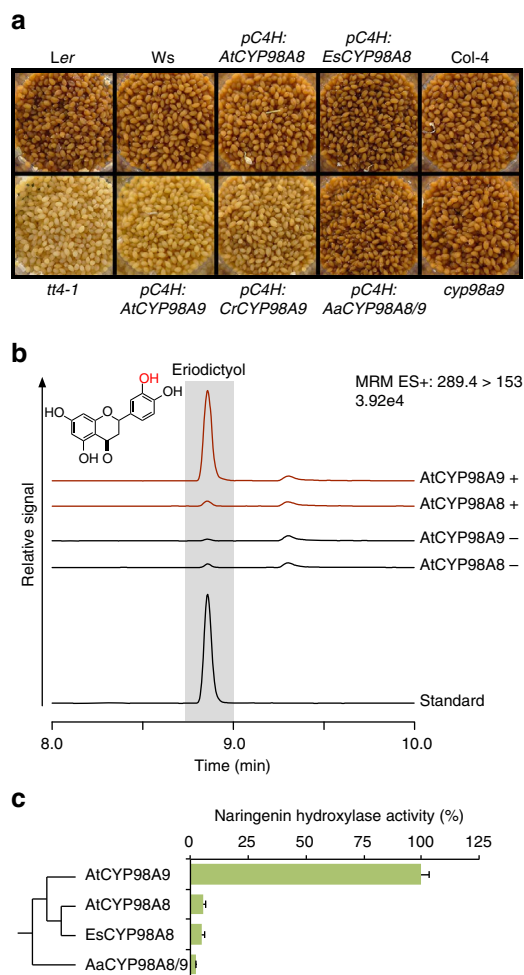 a
Ler
Ws
pC4H:
AtCYP98A8
pC4H:
EsCYP98A8
Col-4
tt4-1
pC4H:
AtCYP98A9
pC4H:
CrCYP98A9
pC4H:
AaCYP98A8/9
cyp98a9
b
Eriodictyol
MRM ES+: 289.4 > 153
3.92e4
OH
OH
HO
O
OH
O
Relative signal
AtCYP98A9 +
AtCYP98A8 +
AtCYP98A9 –
AtCYP98A8 –
Standard
8.0 9.0 10.0
Time (min)
c
Naringenin hydroxylase activity (%)
0 25 50 75 100 125
AtCYP98A9
AtCYP98A8
EsCYP98A8
AaCYP98A8/9